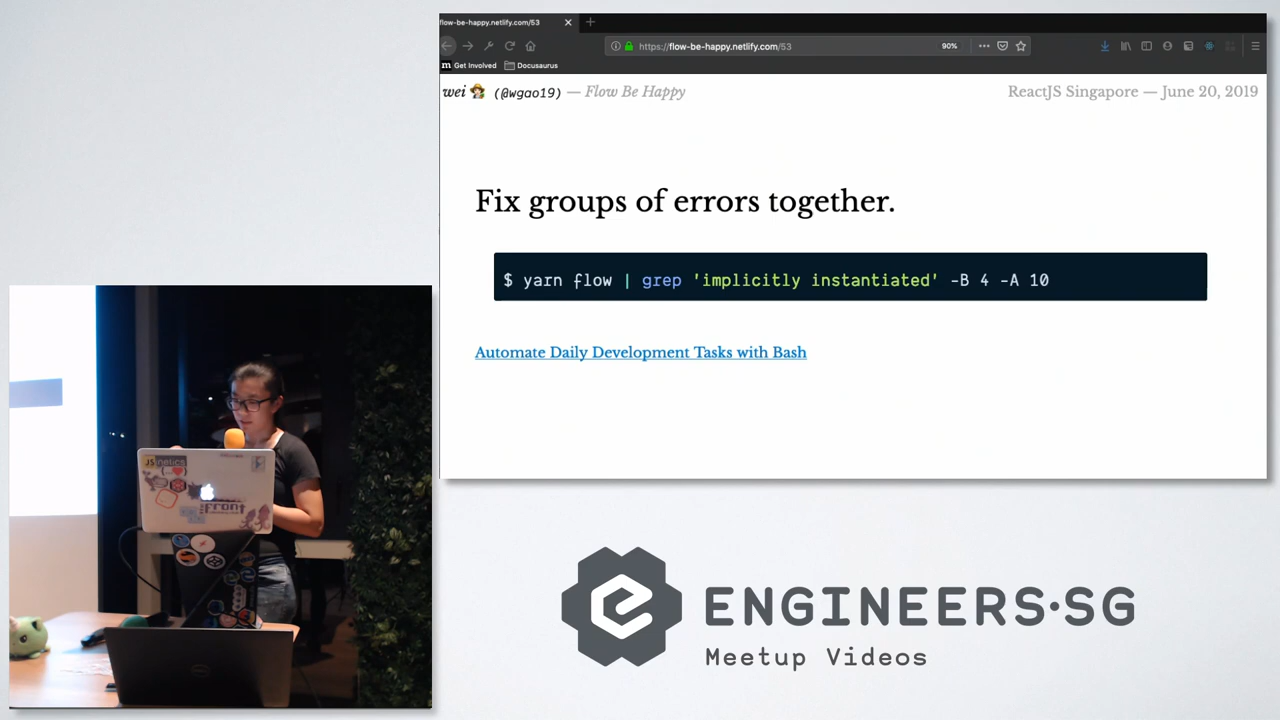 flow-be-happy.netlify.com/53
https://flow-be-happy.netlify.com/53
90%
Get Involved
Docusaurus
wei (@wgao19) — Flow Be Happy
ReactJS Singapore — June 20, 2019
Fix groups of errors together.
$ yarn flow | grep 'implicitly instantiated' -B 4 -A 10
Automate Daily Development Tasks with Bash
JSinetics
front
ENGINEERS·SG
Meetup Videos